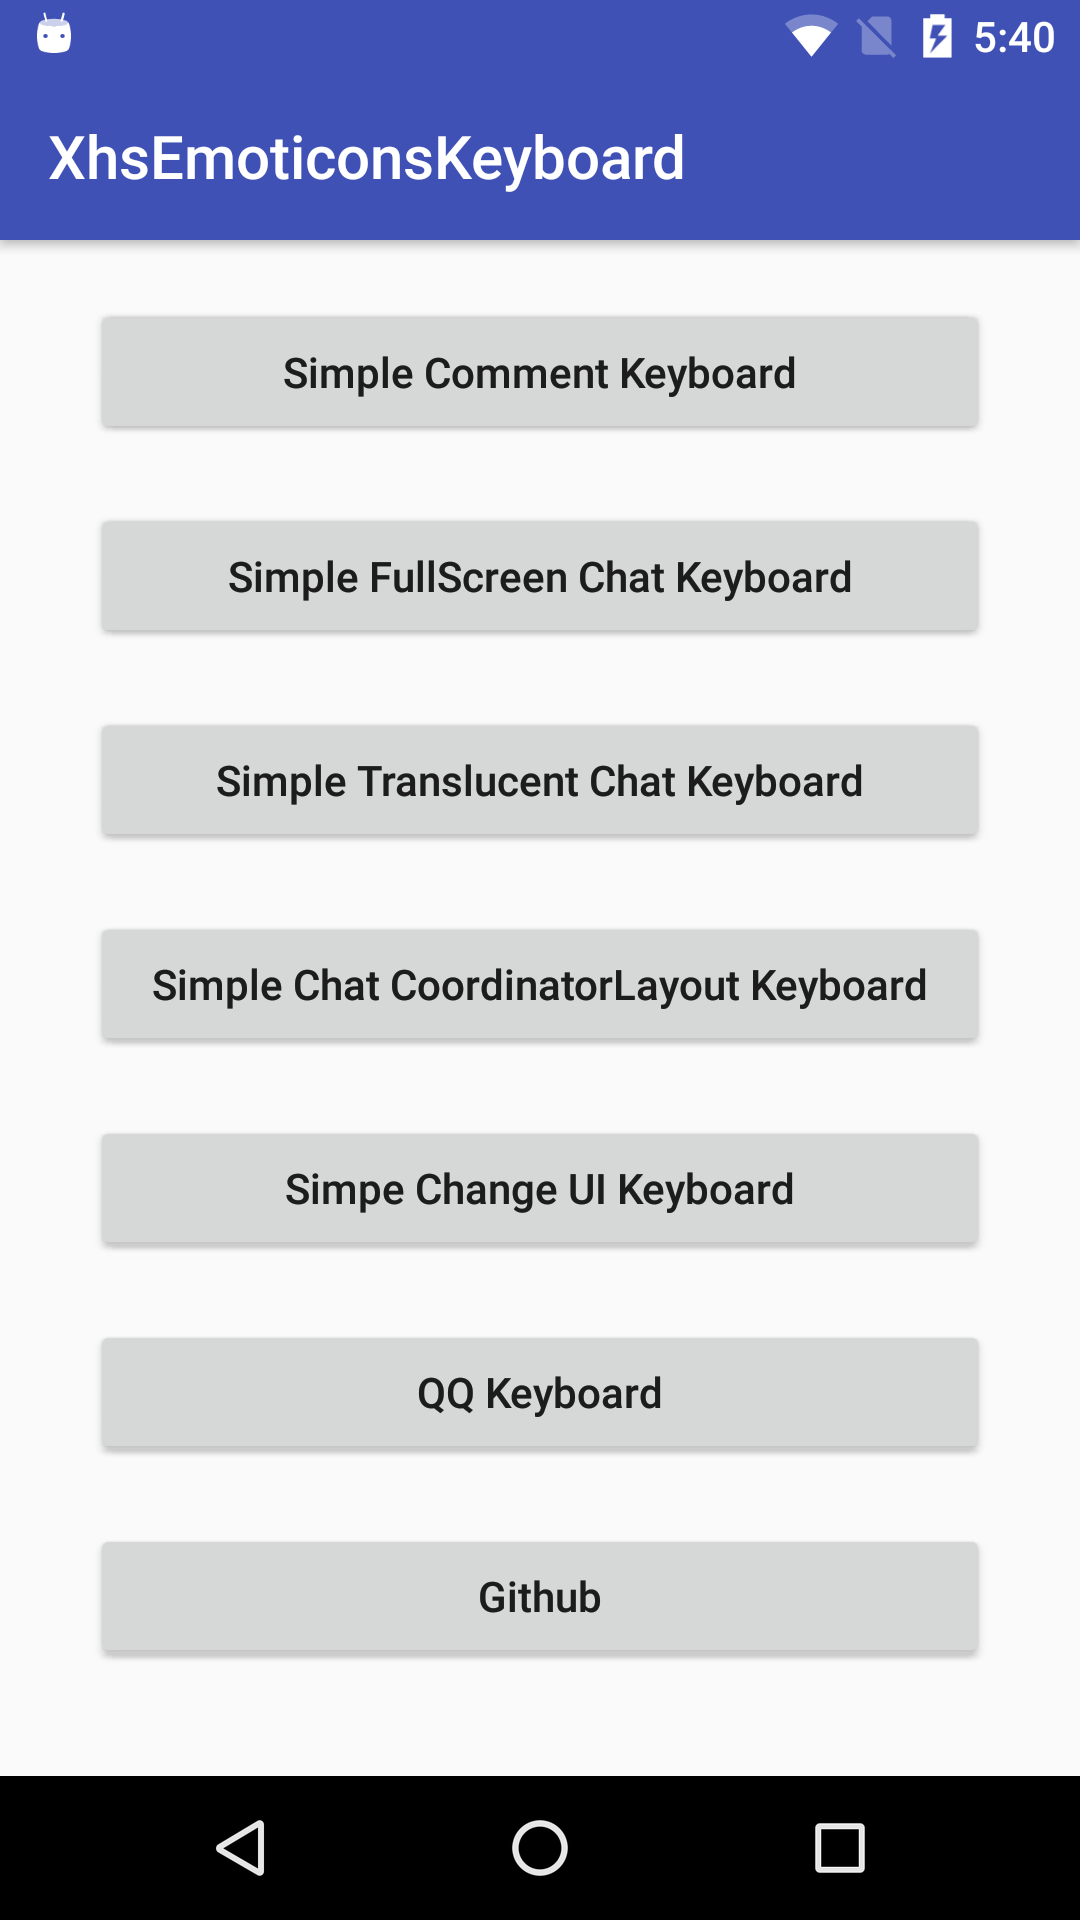 5:40
XhsEmoticonsKeyboard
Simple Comment Keyboard
Simple FullScreen Chat Keyboard
Simple Translucent Chat Keyboard
Simple Chat CoordinatorLayout Keyboard
Simpe Change UI Keyboard
QQ Keyboard
Github